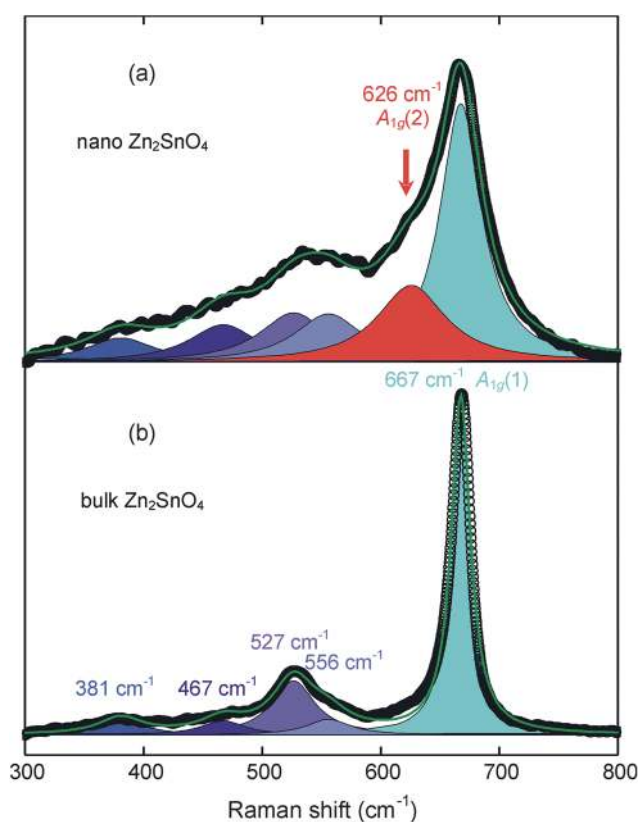 (a)
626 cm⁻¹
A₁g(2)
nano Zn₂SnO₄
667 cm⁻¹ A₁g(1)
(b)
bulk Zn₂SnO₄
527 cm⁻¹
556 cm⁻¹
381 cm⁻¹ 467 cm⁻¹
300 400 500 600 700 800
Raman shift (cm⁻¹)